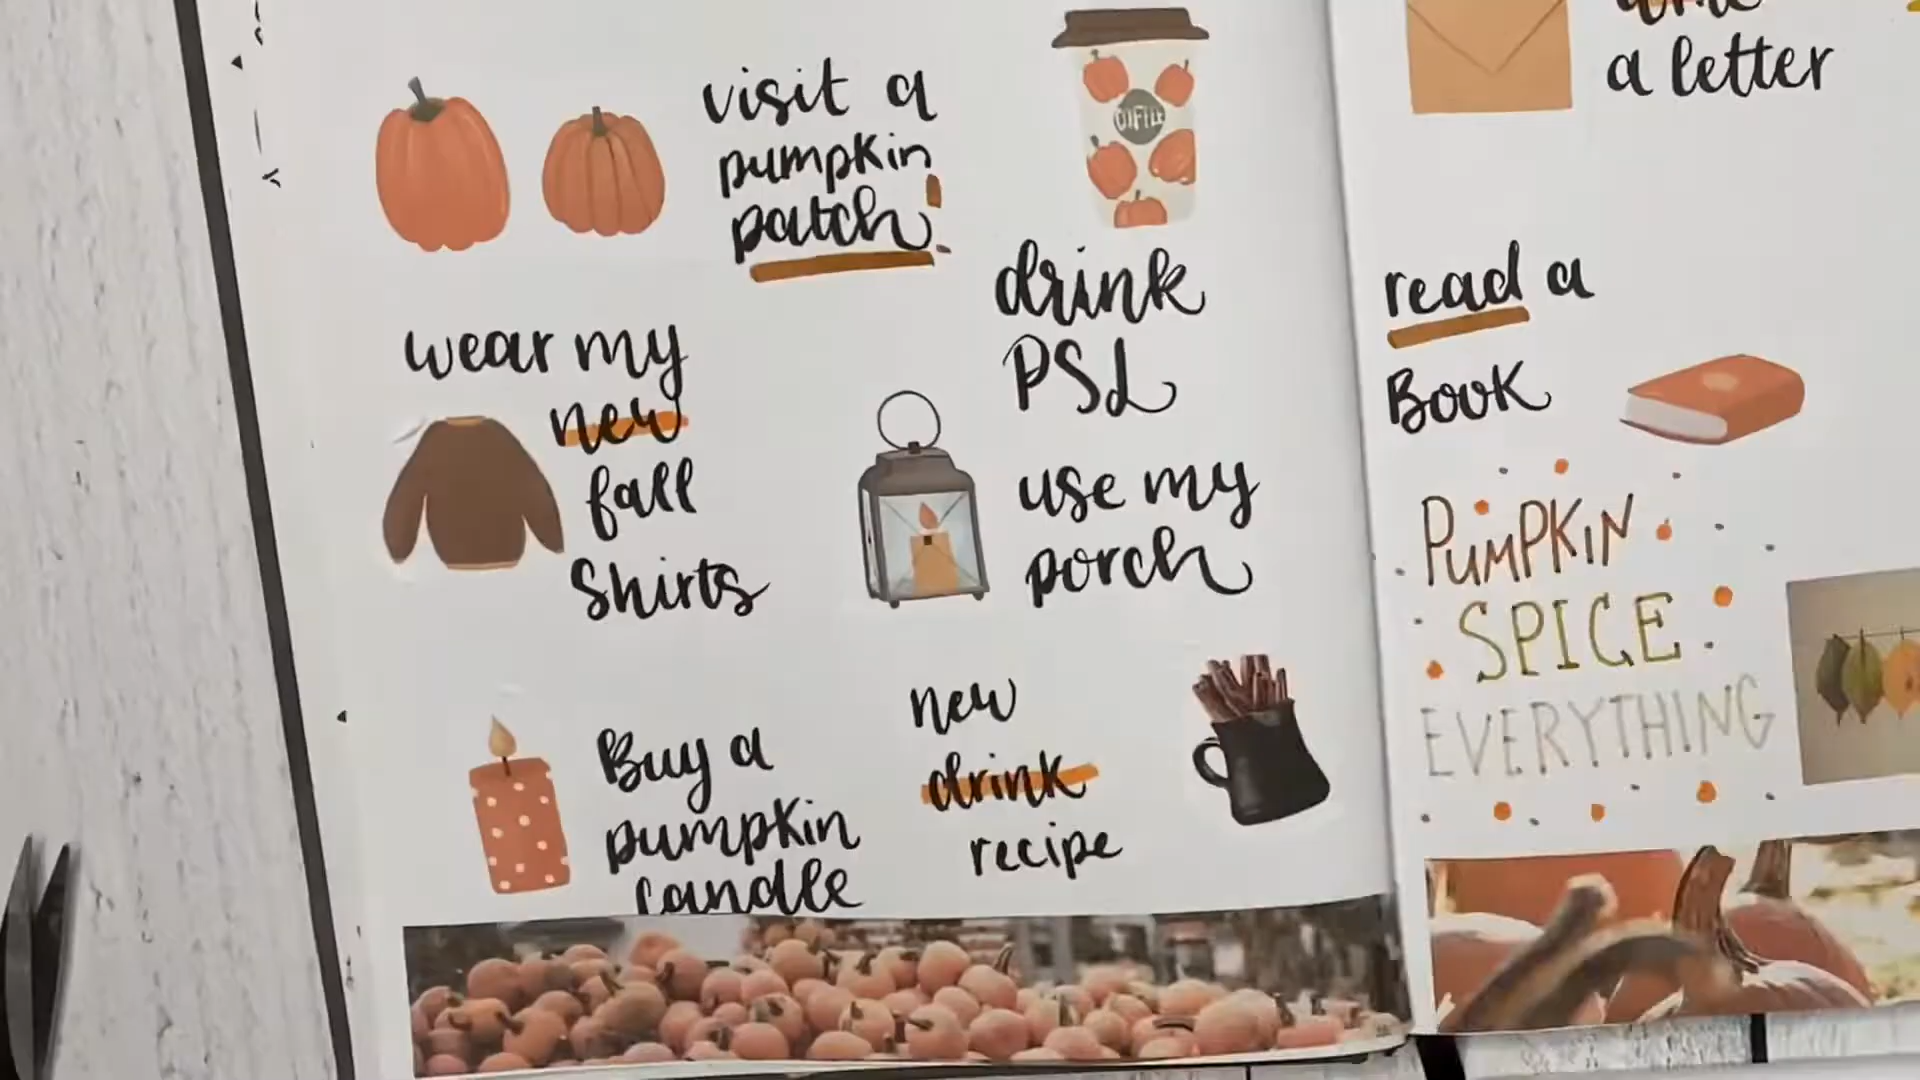 visit a
pumpkin
patch
drink
PSL
wear my
new
fall
Shirts
use my
porch
Buy a
pumpkin
candle
new
drink
recipe
a letter
read a
Book
PUMPKIN
SPICE
EVERYTHING